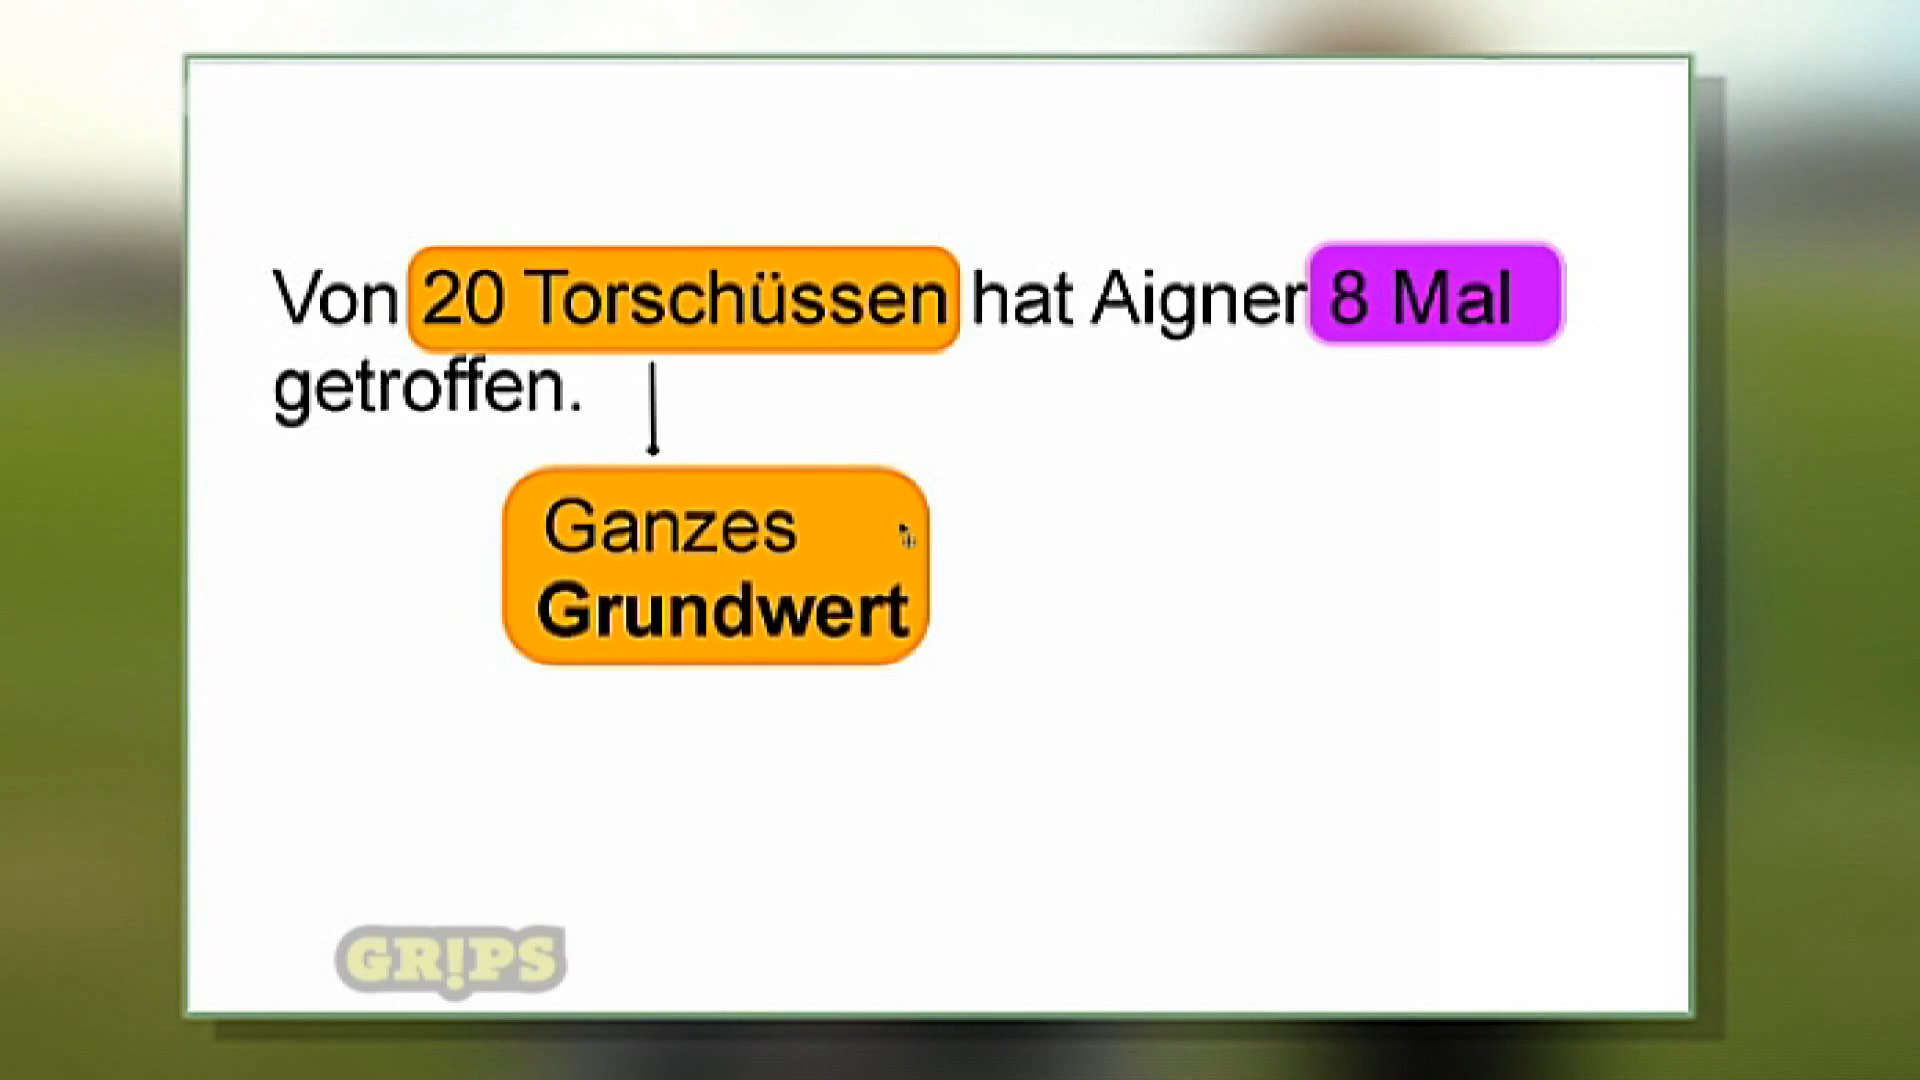 Von 20 Torschüssen hat Aigner 8 Mal
getroffen.
Ganzes
Grundwert
GR!PS